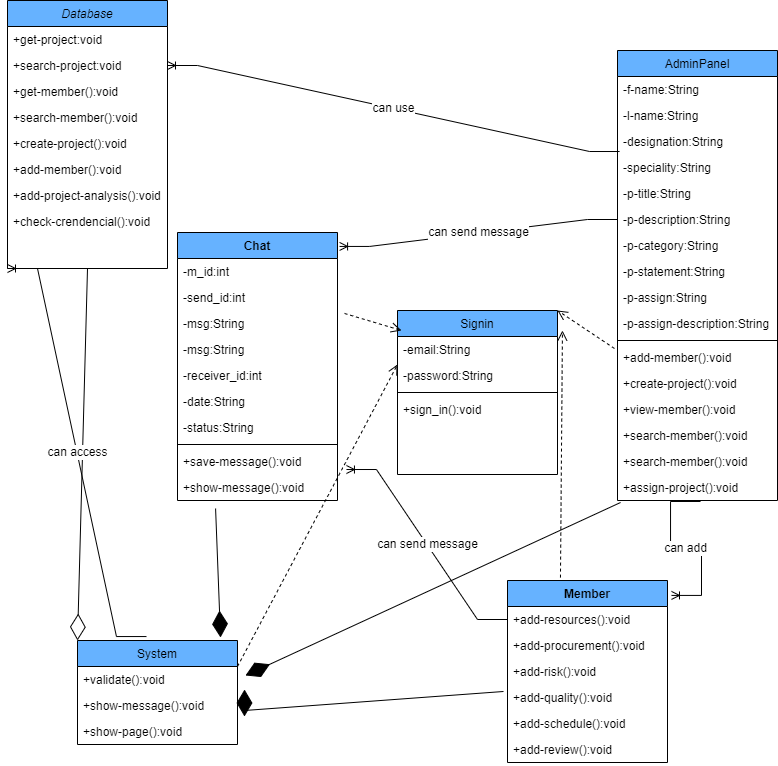 Database
+get-project:void
+search-project:void
+get-member():void
+search-member():void
+create-project():void
+add-member():void
+add-project-analysis():void
+check-crendencial():void
can use
AdminPanel
-f-name:String
-l-name:String
-designation:String
-speciality:String
-p-title:String
-p-description:String
-p-category:String
-p-statement:String
-p-assign:String
-p-assign-description:String
+add-member():void
+create-project():void
+view-member():void
+search-member():void
+search-member():void
+assign-project():void
can send message
Chat
-m_id:int
-send_id:int
-msg:String
-msg:String
-receiver_id:int
-date:String
-status:String
+save-message():void
+show-message():void
Signin
-email:String
-password:String
+sign_in():void
can access
can send message
can add
Member
+add-resources():void
+add-procurement():void
+add-risk():void
+add-quality():void
+add-schedule():void
+add-review():void
System
+validate():void
+show-message():void
+show-page():void